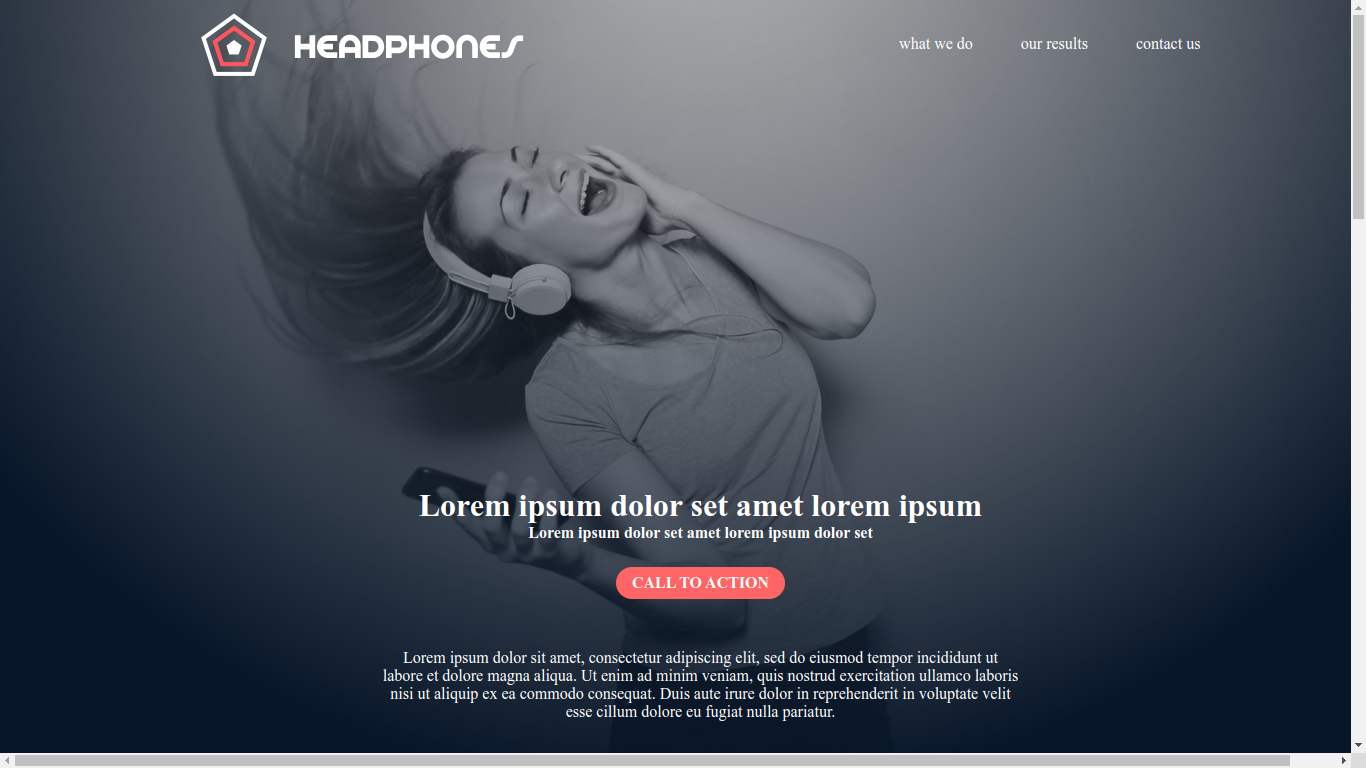 HEADPHONES
what we do
our results
contact us
Lorem ipsum dolor set amet lorem ipsum
Lorem ipsum dolor set amet lorem ipsum dolor set
CALL TO ACTION
Lorem ipsum dolor sit amet, consectetur adipiscing elit, sed do eiusmod tempor incididunt ut
labore et dolore magna aliqua. Ut enim ad minim veniam, quis nostrud exercitation ullamco laboris
nisi ut aliquip ex ea commodo consequat. Duis aute irure dolor in reprehenderit in voluptate velit
esse cillum dolore eu fugiat nulla pariatur.